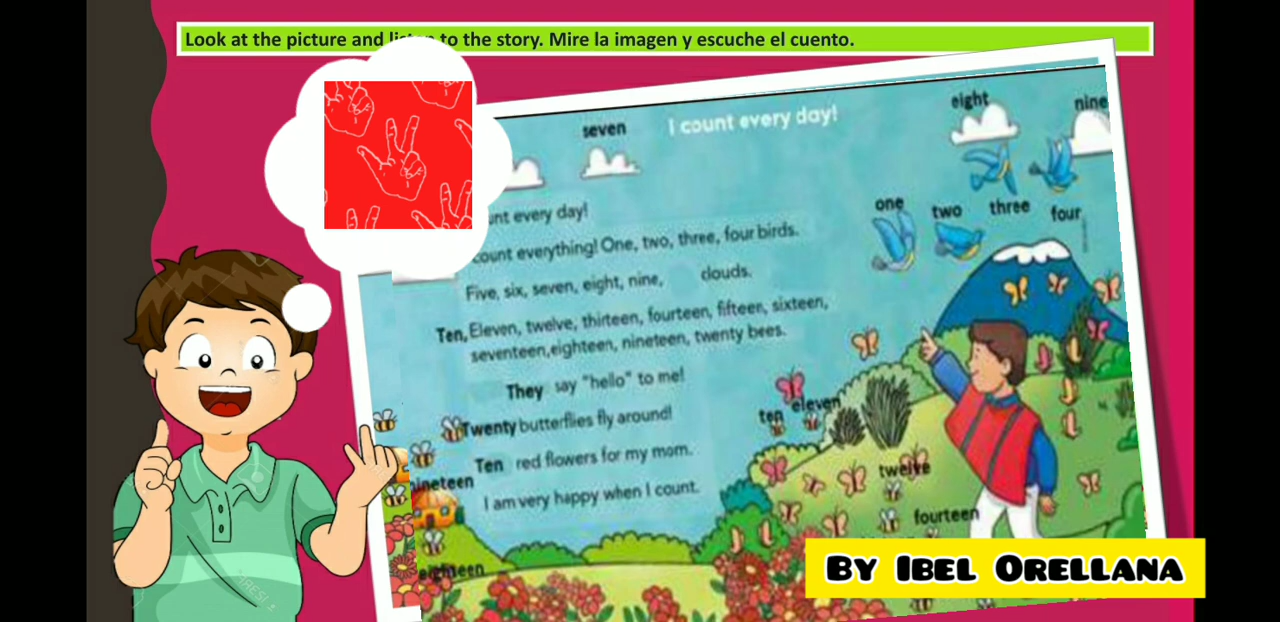 Look at the picture and listen to the story. Mire la imagen y escuche el cuento.
eight
nine
seven
I count every day!
one
two
three
four
unt every day!
count everything! One, two, three, four birds.
Five, six, seven, eight, nine, clouds.
Ten, Eleven, twelve, thirteen, fourteen, fifteen, sixteen,
seventeen,eighteen, nineteen, twenty bees.
They say "hello" to me!
ten eleven
Twenty butterflies fly around!
Ten red flowers for my mom.
twelve
nineteen
I am very happy when I count.
fourteen
eighteen
BY IBEL ORELLANA